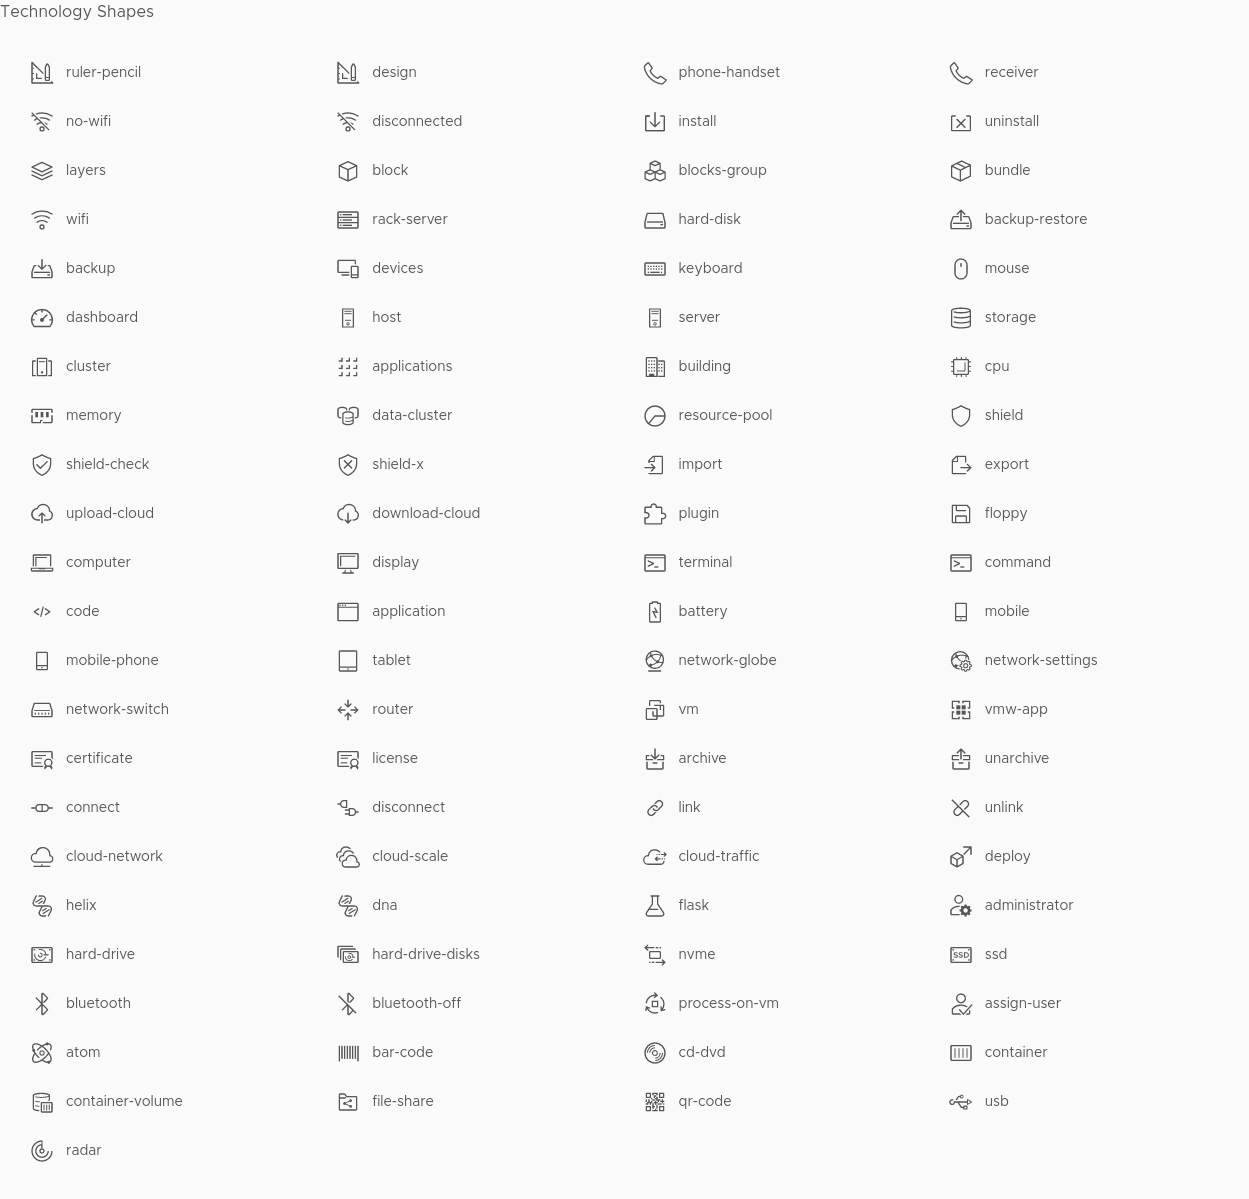 Technology Shapes
ruler-pencil design phone-handset receiver
no-wifi disconnected install uninstall
layers block blocks-group bundle
wifi rack-server hard-disk backup-restore
backup devices keyboard mouse
dashboard host server storage
cluster applications building cpu
memory data-cluster resource-pool shield
shield-check shield-x import export
upload-cloud download-cloud plugin floppy
computer display terminal command
code application battery mobile
mobile-phone tablet network-globe network-settings
network-switch router vm vmw-app
certificate license archive unarchive
connect disconnect link unlink
cloud-network cloud-scale cloud-traffic deploy
helix dna flask administrator
hard-drive hard-drive-disks nvme ssd
SSD
bluetooth bluetooth-off process-on-vm assign-user
atom bar-code cd-dvd container
container-volume file-share qr-code usb
radar